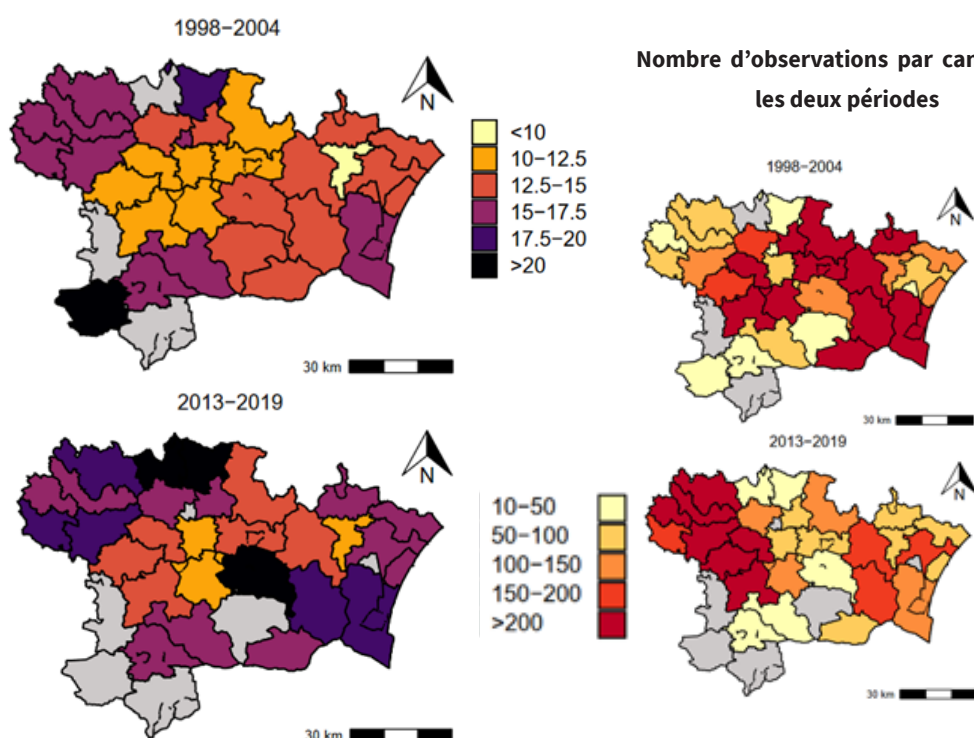 1998−2004
N
<10
10−12.5
12.5−15
15−17.5
17.5−20
>20
30 km
2013−2019
N
30 km
Nombre d’observations par
les deux périodes
1998−2004
N
30 km
2013−2019
N
10−50
50−100
100−150
150−200
>200
30 km